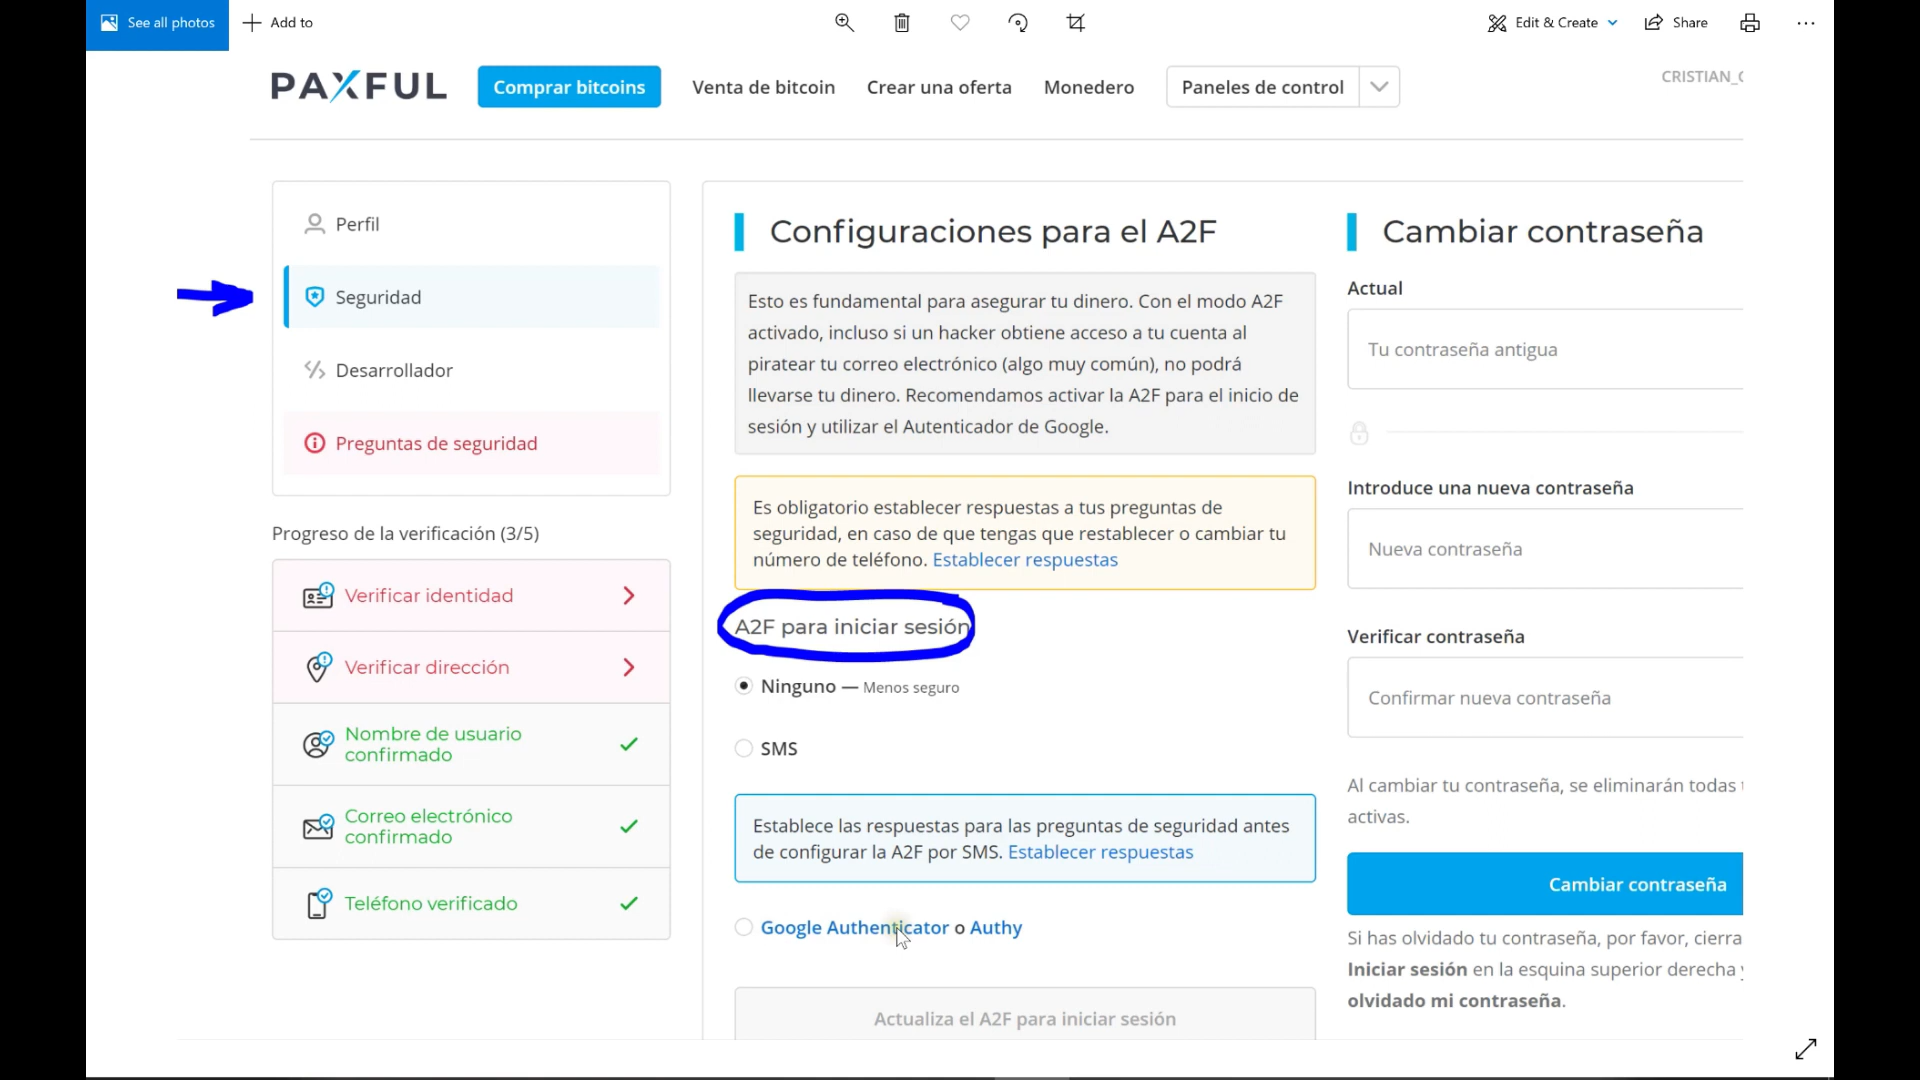 See all photos
Add to
Edit & Create
Share
PAXFUL
Comprar bitcoins
Venta de bitcoin
Crear una oferta
Monedero
Paneles de control
CRISTIAN_
Perfil
Seguridad
Desarrollador
Preguntas de seguridad
Progreso de la verificación (3/5)
Verificar identidad
Verificar dirección
Nombre de usuario
confirmado
Correo electrónico
confirmado
Teléfono verificado
Configuraciones para el A2F
Esto es fundamental para asegurar tu dinero. Con el modo A2F
activado, incluso si un hacker obtiene acceso a tu cuenta al
piratear tu correo electrónico (algo muy común), no podrá
llevarse tu dinero. Recomendamos activar la A2F para el inicio de
sesión y utilizar el Autenticador de Google.
Es obligatorio establecer respuestas a tus preguntas de
seguridad, en caso de que tengas que restablecer o cambiar tu
número de teléfono. Establecer respuestas
A2F para iniciar sesión
Ninguno — Menos seguro
SMS
Establece las respuestas para las preguntas de seguridad antes
de configurar la A2F por SMS. Establecer respuestas
Google Authenticator o Authy
Actualiza el A2F para iniciar sesión
Cambiar contraseña
Actual
Tu contraseña antigua
Introduce una nueva contraseña
Nueva contraseña
Verificar contraseña
Confirmar nueva contraseña
Al cambiar tu contraseña, se eliminarán todas
activas.
Cambiar contraseña
Si has olvidado tu contraseña, por favor, cierra
Iniciar sesión en la esquina superior derecha
olvidado mi contraseña.